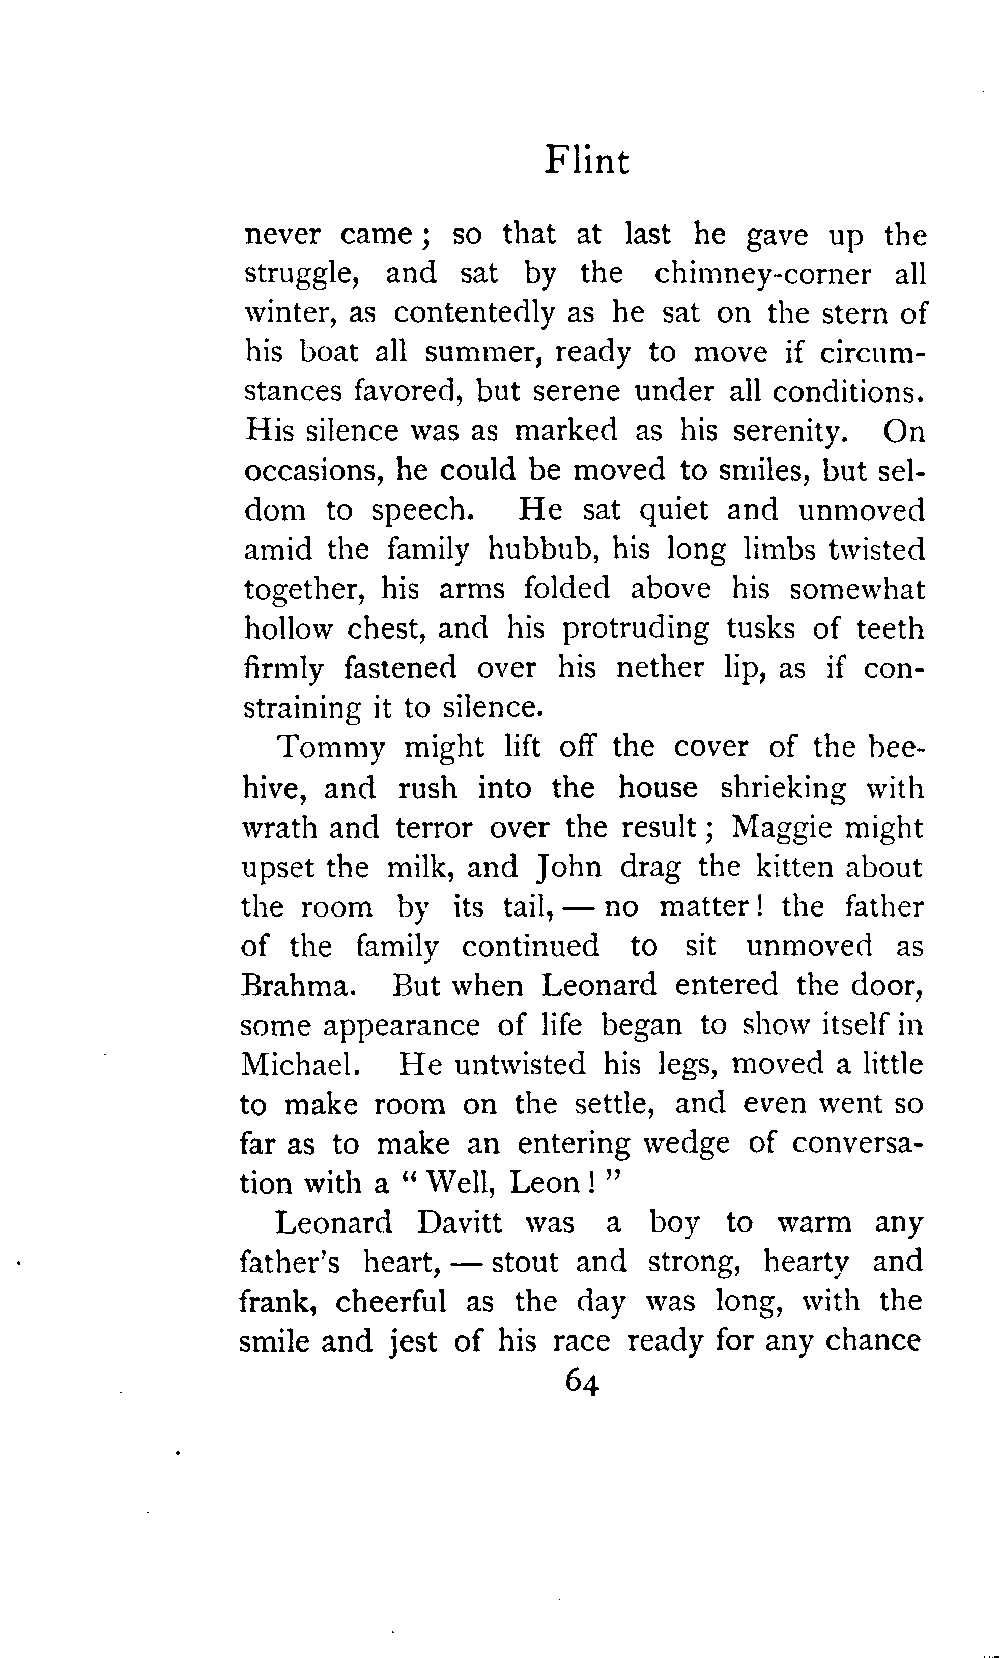 Flint
never came ; so that at last he gave up the
struggle, and sat by the chimney-corner all
winter, as contentedly as he sat on the stern of
his boat all summer, ready to move if circum-
stances favored, but serene under all conditions.
His silence was as marked as his serenity. On
occasions, he could be moved to smiles, but sel-
dom to speech. He sat quiet and unmoved
amid the family hubbub, his long limbs twisted
together, his arms folded above his somewhat
hollow chest, and his protruding tusks of teeth
firmly fastened over his nether lip, as if con-
straining it to silence.
Tommy might lift off the cover of the bee-
hive, and rush into the house shrieking with
wrath and terror over the result ; Maggie might
upset the milk, and John drag the kitten about
the room by its tail, — no matter ! the father
of the family continued to sit unmoved as
Brahma. But when Leonard entered the door,
some appearance of life began to show itself in
Michael. He untwisted his legs, moved a little
to make room on the settle, and even went so
far as to make an entering wedge of conversa-
tion with a “ Well, Leon ! ”
Leonard Davitt was a boy to warm any
father's heart, — stout and strong, hearty and
frank, cheerful as the day was long, with the
smile and jest of his race ready for any chance
64